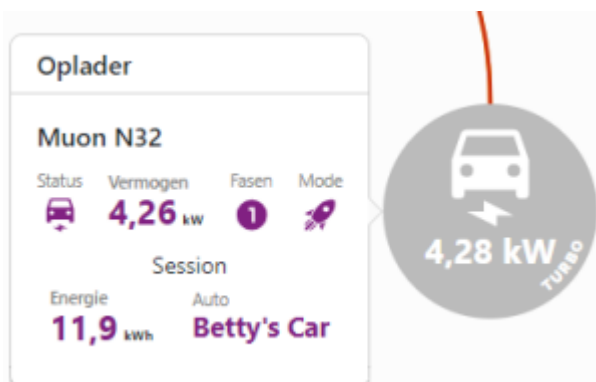 Oplader
Muon N32
Status Vermogen Fasen Mode
4,26 kW 1
Session
Energie Auto
11,9 kWh Betty's Car
4,28 kW
TURBO